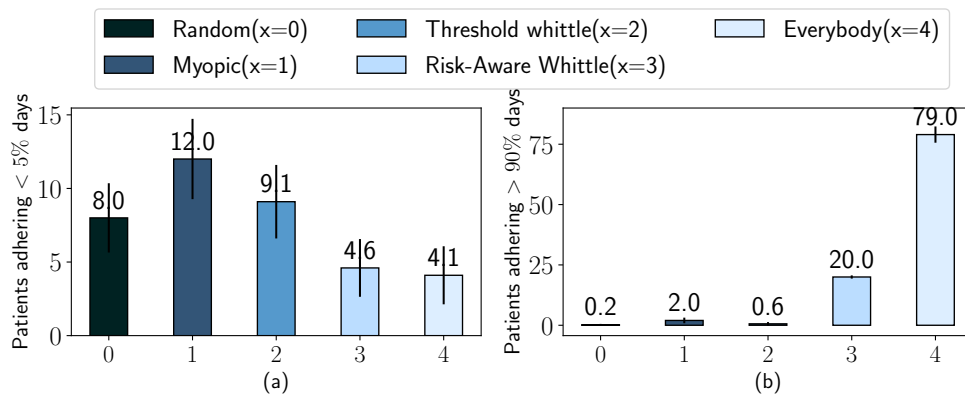 Random(x=0)
Threshold whittle(x=2)
Everybody(x=4)
Myopic(x=1)
Risk-Aware Whittle(x=3)
Patients adhering < 5% days
15
10
5
0
8.0
12.0
9.1
4.6
4.1
0 1 2 3 4
(a)
Patients adhering > 90% days
75
50
25
0
0.2
2.0
0.6
20.0
79.0
0 1 2 3 4
(b)